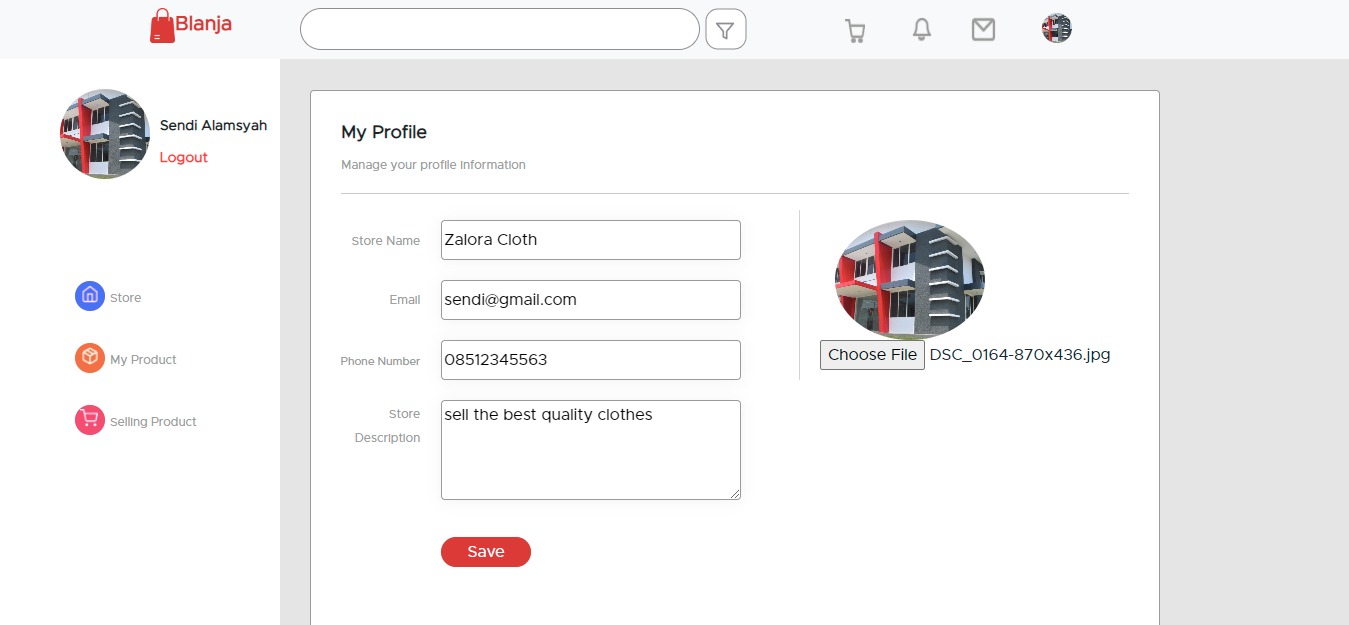 Blanja
Sendi Alamsyah
Logout
Store
My Product
Selling Product
My Profile
Manage your profile information
Store Name
Zalora Cloth
Email
sendi@gmail.com
Phone Number
08512345563
Store
Description
sell the best quality clothes
Save
Choose File DSC_0164-870x436.jpg